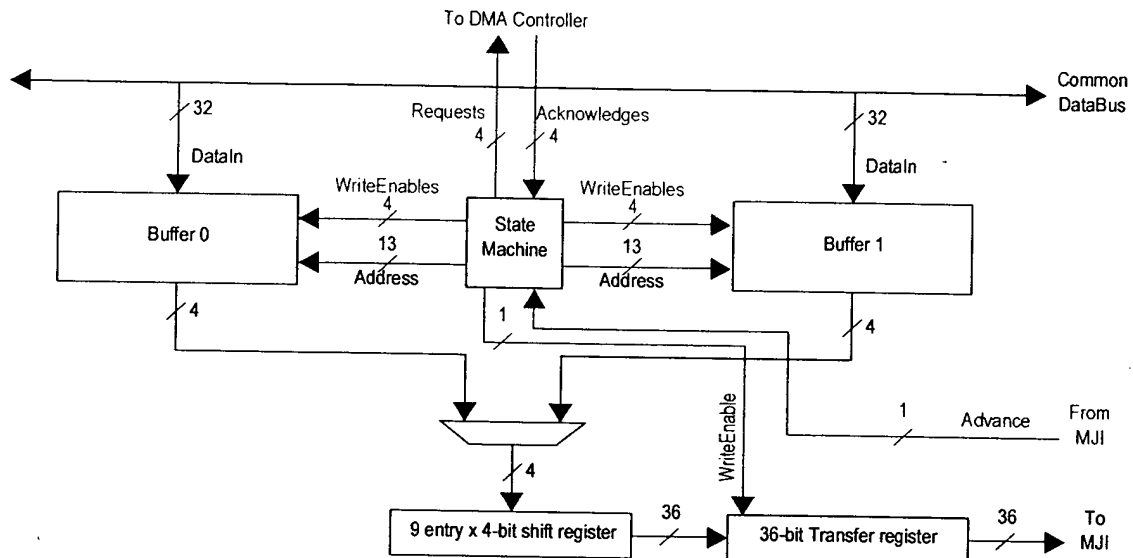 To DMA Controller
Common
DataBus
32
Requests
4
Acknowledges
4
32
DataIn
DataIn
WriteEnables
4
WriteEnables
4
Buffer 0
State
Machine
Buffer 1
13
Address
13
Address
4
1
4
WriteEnable
1
Advance
From
MJI
4
9 entry x 4-bit shift register
36
36-bit Transfer register
36
To
MJI